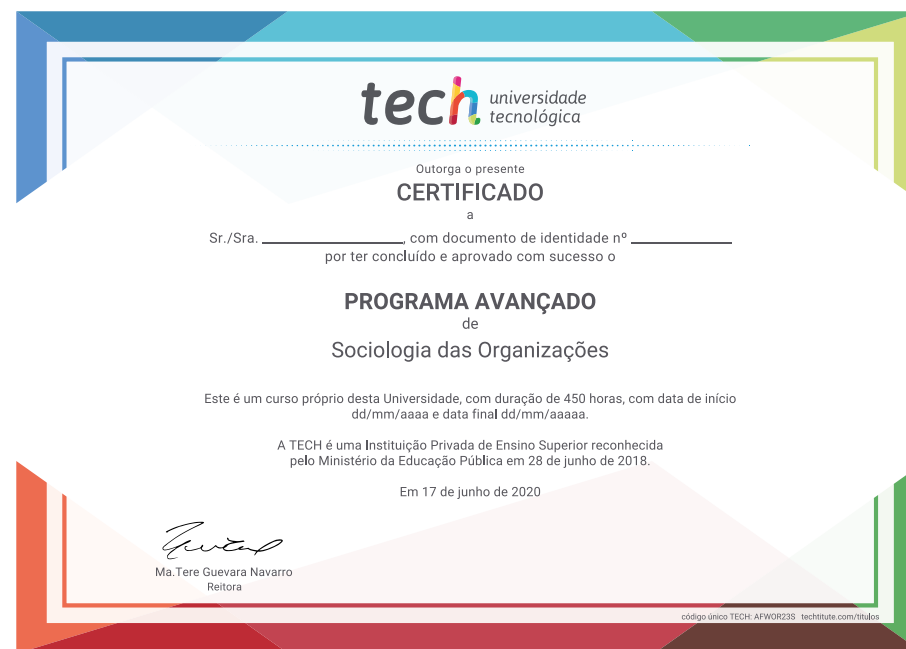 tech universidade
tecnológica
Outorga o presente
CERTIFICADO
a
Sr./Sra. ________________, com documento de identidade nº ____________
por ter concluído e aprovado com sucesso o
PROGRAMA AVANÇADO
de
Sociologia das Organizações
Este é um curso próprio desta Universidade, com duração de 450 horas, com data de início
dd/mm/aaaa e data final dd/mm/aaaaa.
A TECH é uma Instituição Privada de Ensino Superior reconhecida
pelo Ministério da Educação Pública em 28 de junho de 2018.
Em 17 de junho de 2020
Ma.Tere Guevara Navarro
Reitora
código único TECH: AFWOR23S techtitute.com/titulos